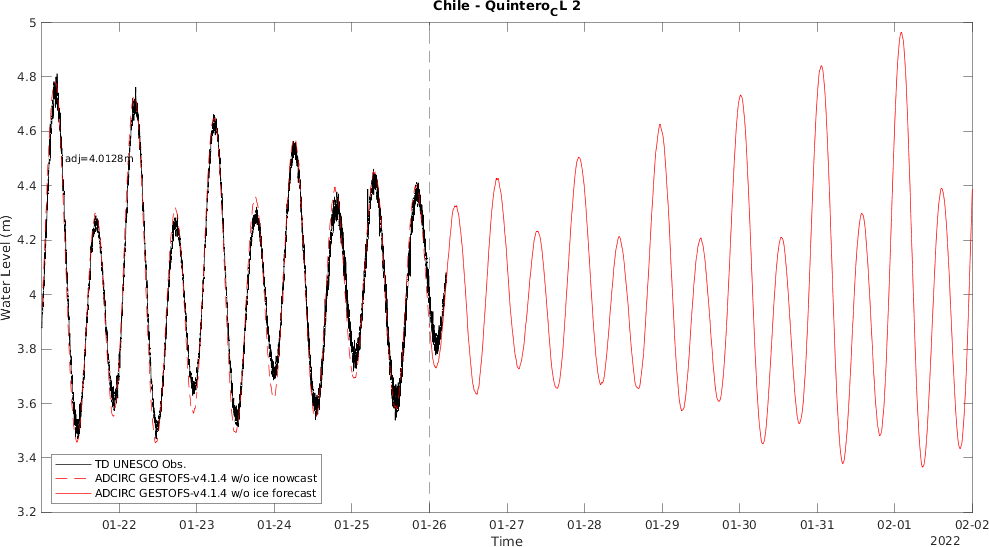 Chile - Quintero_CL 2
5
4.8
4.6
4.4
4.2
4
3.8
3.6
3.4
3.2
Water Level (m)
adj=4.0128m
TD UNESCO Obs.
ADCIRC GESTOFS-v4.1.4 w/o ice nowcast
ADCIRC GESTOFS-v4.1.4 w/o ice forecast
01-22 01-23 01-24 01-25 01-26 01-27 01-28 01-29 01-30 01-31 02-01 02-02
Time
2022